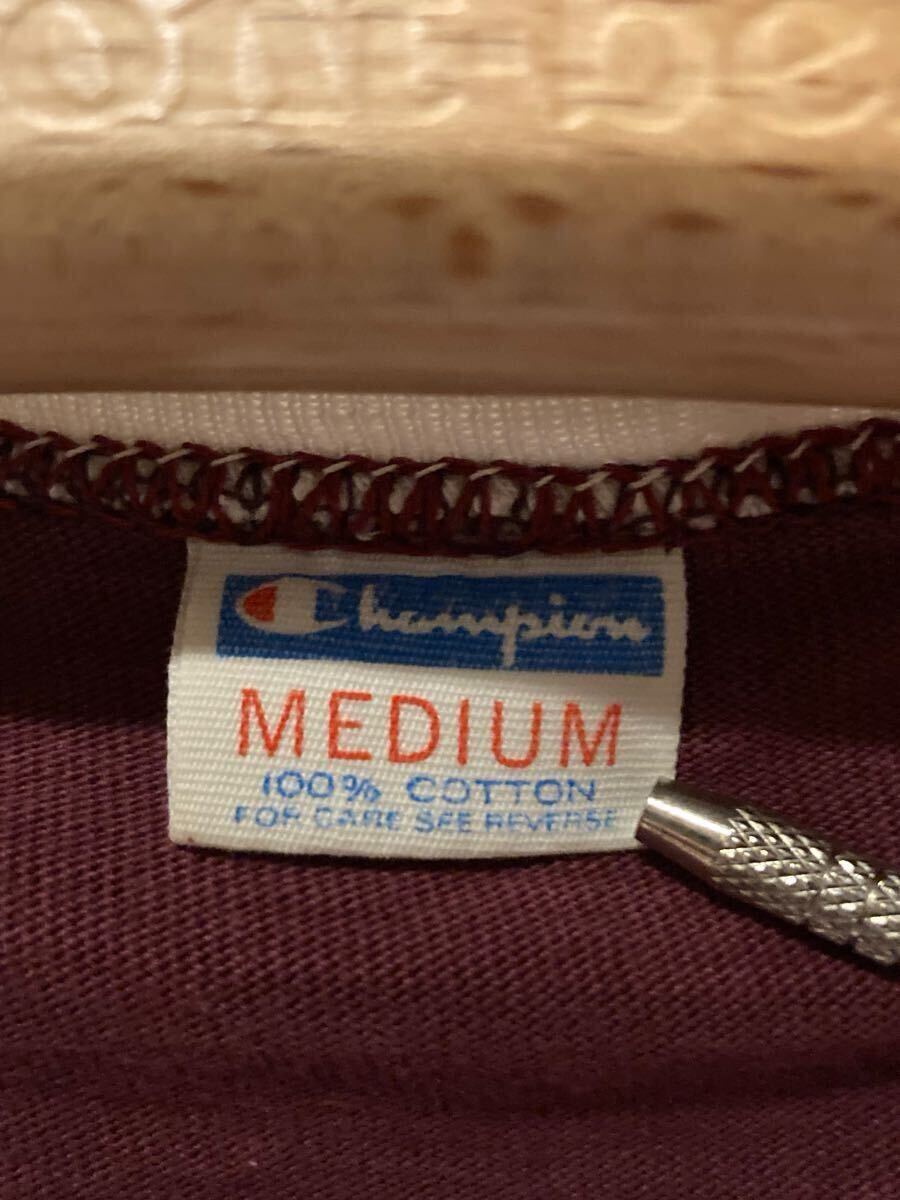 Champion
MEDIUM
100% COTTON
FOR CARE SEE REVERSE